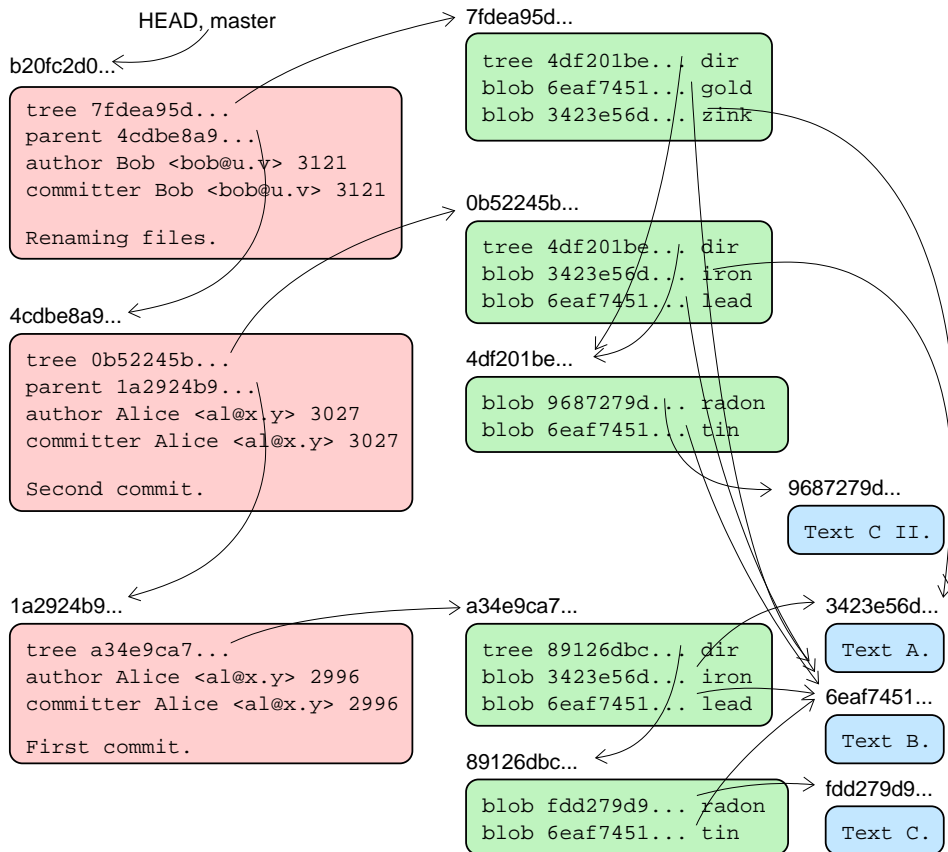 HEAD, master
b20fc2d0...
tree 7fdea95d...
parent 4cdbe8a9...
author Bob <bob@u.v> 3121
committer Bob <bob@u.v> 3121
Renaming files.
4cdbe8a9...
tree 0b52245b...
parent 1a2924b9...
author Alice <al@x.y> 3027
committer Alice <al@x.y> 3027
Second commit.
1a2924b9...
tree a34e9ca7...
author Alice <al@x.y> 2996
committer Alice <al@x.y> 2996
First commit.
7fdea95d...
tree 4df201be... dir
blob 6eaf7451... gold
blob 3423e56d... zink
0b52245b...
tree 4df201be... dir
blob 3423e56d... iron
blob 6eaf7451... lead
4df201be...
blob 9687279d... radon
blob 6eaf7451... tin
a34e9ca7...
tree 89126dbc... dir
blob 3423e56d... iron
blob 6eaf7451... lead
89126dbc...
blob fdd279d9... radon
blob 6eaf7451... tin
9687279d...
Text C II.
3423e56d...
Text A.
6eaf7451...
Text B.
fdd279d9...
Text C.